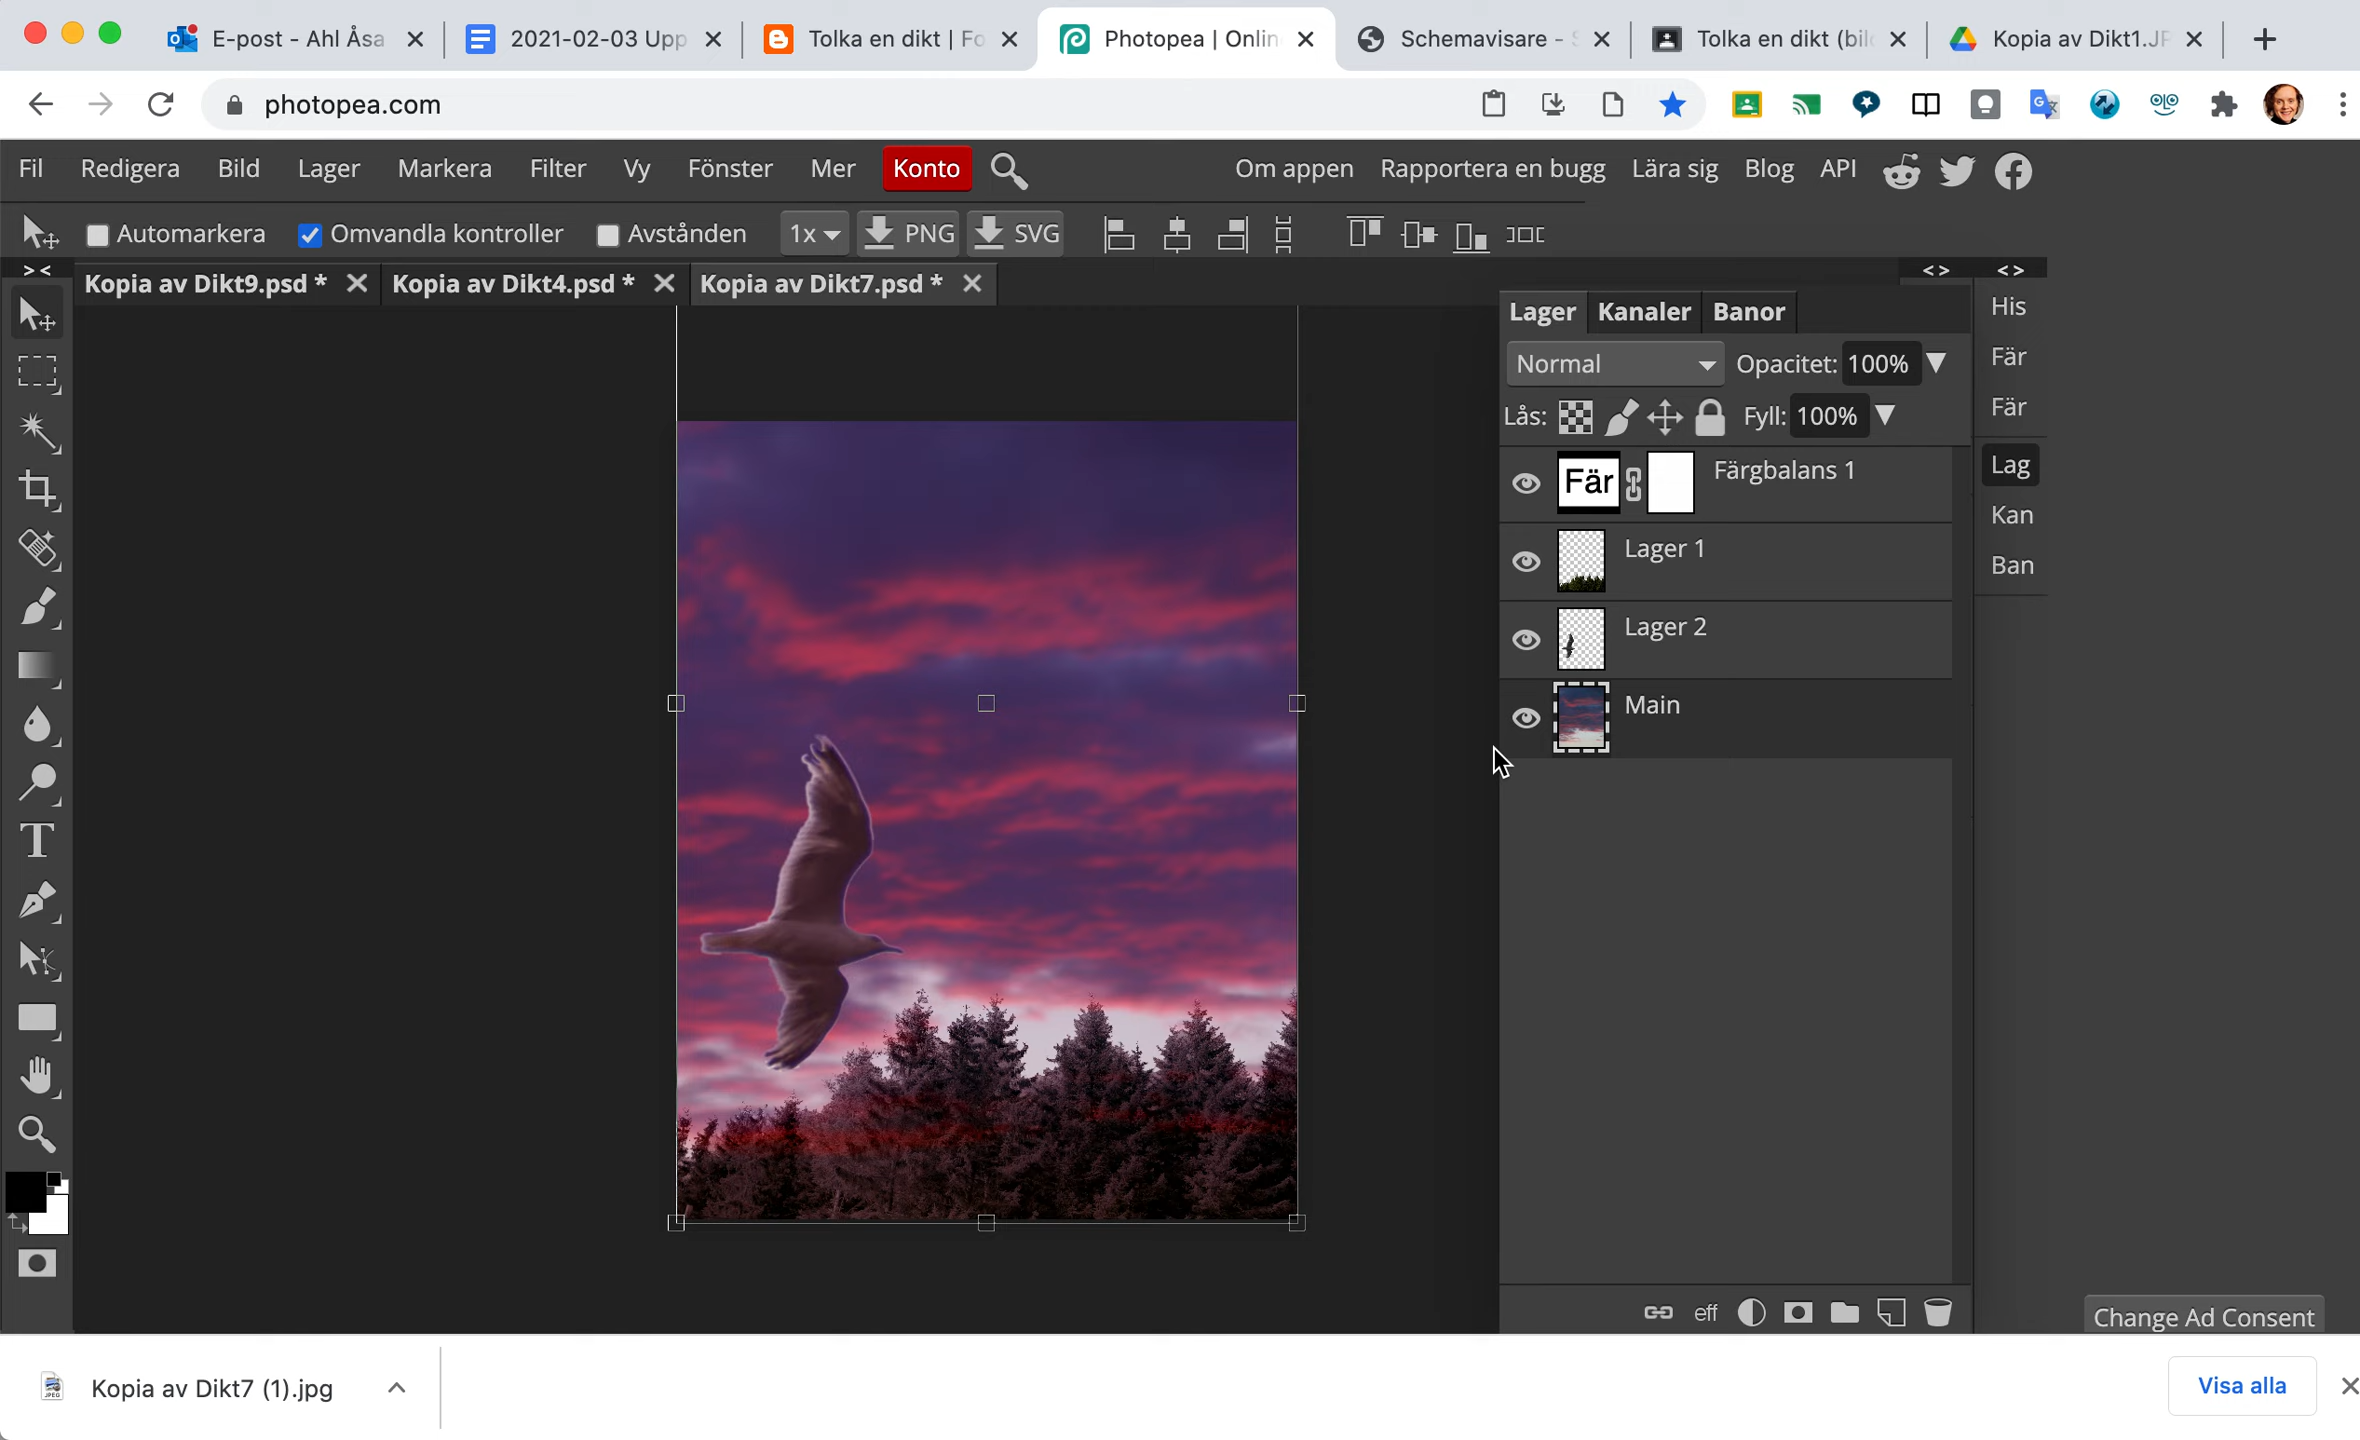 E-post - Ahl Åsa
2021-02-03 Upp
Tolka en dikt | Fo
Photopea | Onlin
Schemavisare - S
Tolka en dikt (bil
Kopia av Dikt1.JP
photopea.com
Fil Redigera Bild Lager Markera Filter Vy Fönster Mer Konto
Om appen Rapportera en bugg Lära sig Blog API
Automarkera Omvandla kontroller Avstånden 1x PNG SVG
> < < > < >
Kopia av Dikt9.psd * Kopia av Dikt4.psd * Kopia av Dikt7.psd *
Lager Kanaler Banor
Normal Opacitet: 100%
Lås: Fyll: 100%
Fär Färgbalans 1
Lager 1
Lager 2
Main
His
Fär
Fär
Lag
Kan
Ban
eff
Change Ad Consent
Kopia av Dikt7 (1).jpg
Visa alla